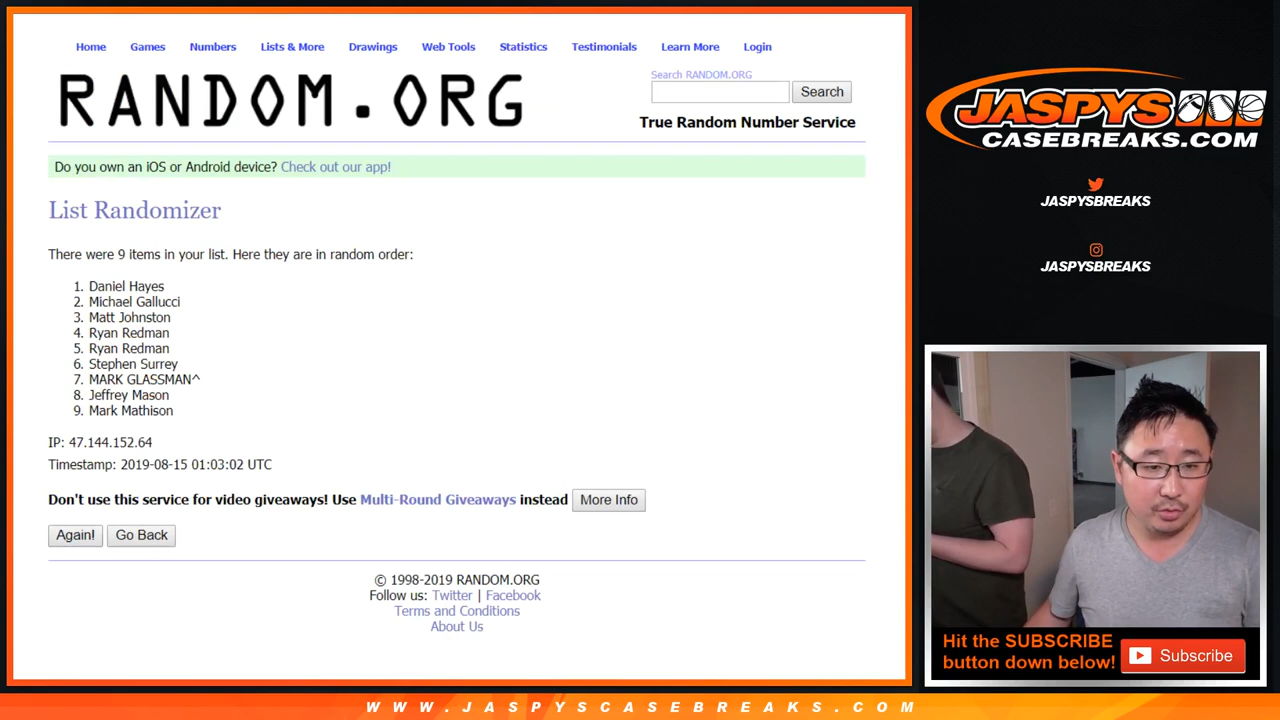 Home Games Numbers Lists & More Drawings Web Tools Statistics Testimonials Learn More Login
RANDOM.ORG
Search RANDOM.ORG
Search
True Random Number Service
Do you own an iOS or Android device? Check out our app!
List Randomizer
There were 9 items in your list. Here they are in random order:
1. Daniel Hayes
2. Michael Gallucci
3. Matt Johnston
4. Ryan Redman
5. Ryan Redman
6. Stephen Surrey
7. MARK GLASSMAN^
8. Jeffrey Mason
9. Mark Mathison
IP: 47.144.152.64
Timestamp: 2019-08-15 01:03:02 UTC
Don't use this service for video giveaways! Use Multi-Round Giveaways instead More Info
Again! Go Back
© 1998-2019 RANDOM.ORG
Follow us: Twitter | Facebook
Terms and Conditions
About Us
JASPYS
CASEBREAKS.COM
JASPYSBREAKS
JASPYSBREAKS
Hit the SUBSCRIBE
button down below!
Subscribe
WWW.JASPYSCASEBREAKS.COM